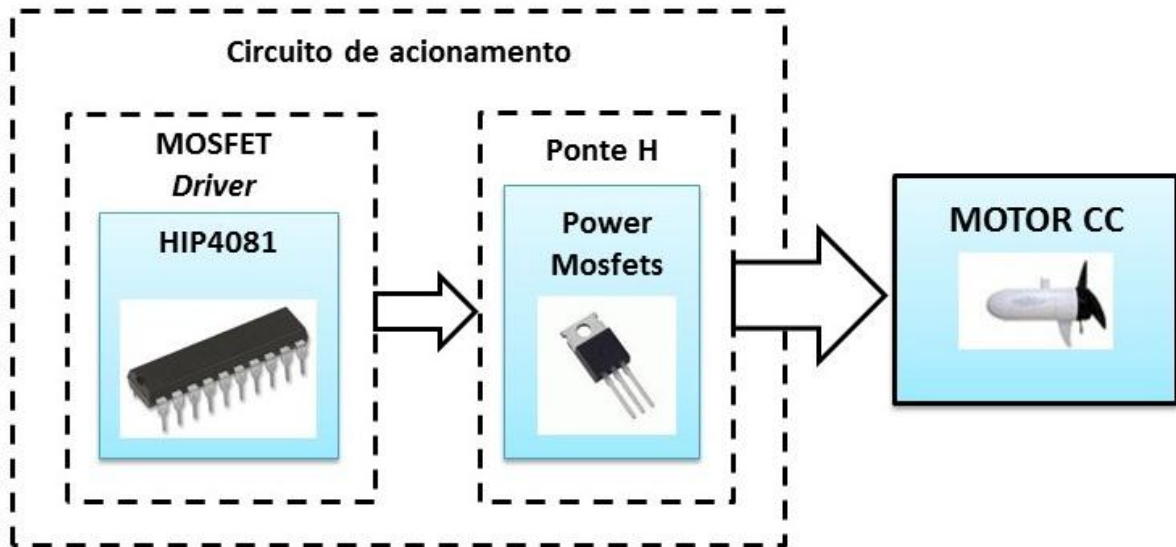 Circuito de acionamento
MOSFET
Driver
HIP4081
Ponte H
Power
Mosfets
MOTOR CC